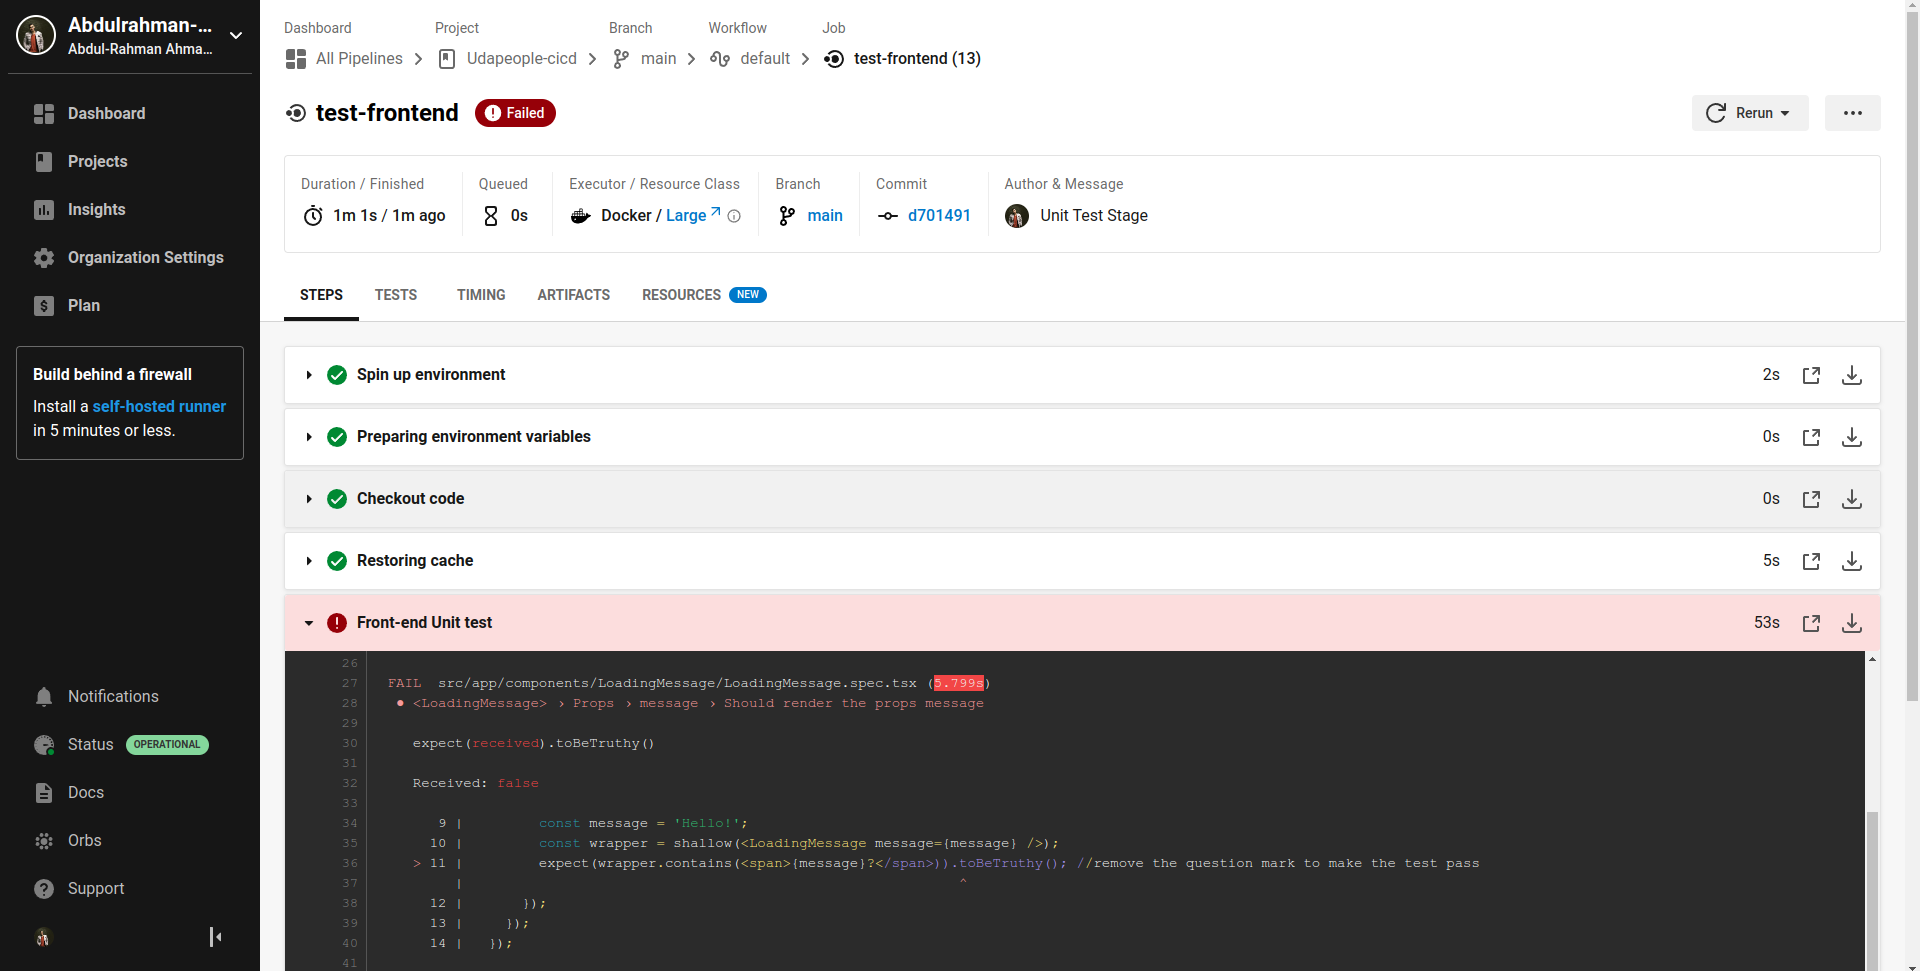 Abdulrahman-...
Abdul-Rahman Ahma...
Dashboard
Projects
Insights
Organization Settings
Plan
Build behind a firewall
Install a self-hosted runner
in 5 minutes or less.
Notifications
Status OPERATIONAL
Docs
Orbs
Support
Dashboard Project Branch Workflow Job
All Pipelines Udapeople-cicd main default test-frontend (13)
test-frontend Failed
Rerun
Duration / Finished Queued Executor / Resource Class Branch Commit Author & Message
1m 1s / 1m ago 0s Docker / Large main d701491 Unit Test Stage
STEPS TESTS TIMING ARTIFACTS RESOURCES NEW
Spin up environment 2s
Preparing environment variables 0s
Checkout code 0s
Restoring cache 5s
Front-end Unit test 53s
26
27 FAIL src/app/components/LoadingMessage/LoadingMessage.spec.tsx (5.799s)
28 ● <LoadingMessage> › Props › message › Should render the props message
29
30 expect(received).toBeTruthy()
31
32 Received: false
33
34 9 | const message = 'Hello!';
35 10 | const wrapper = shallow(<LoadingMessage message={message} />);
36 > 11 | expect(wrapper.contains(<span>{message}?</span>)).toBeTruthy(); //remove the question mark to make the test pass
37 | ^
38 12 | });
39 13 | });
40 14 | });
41